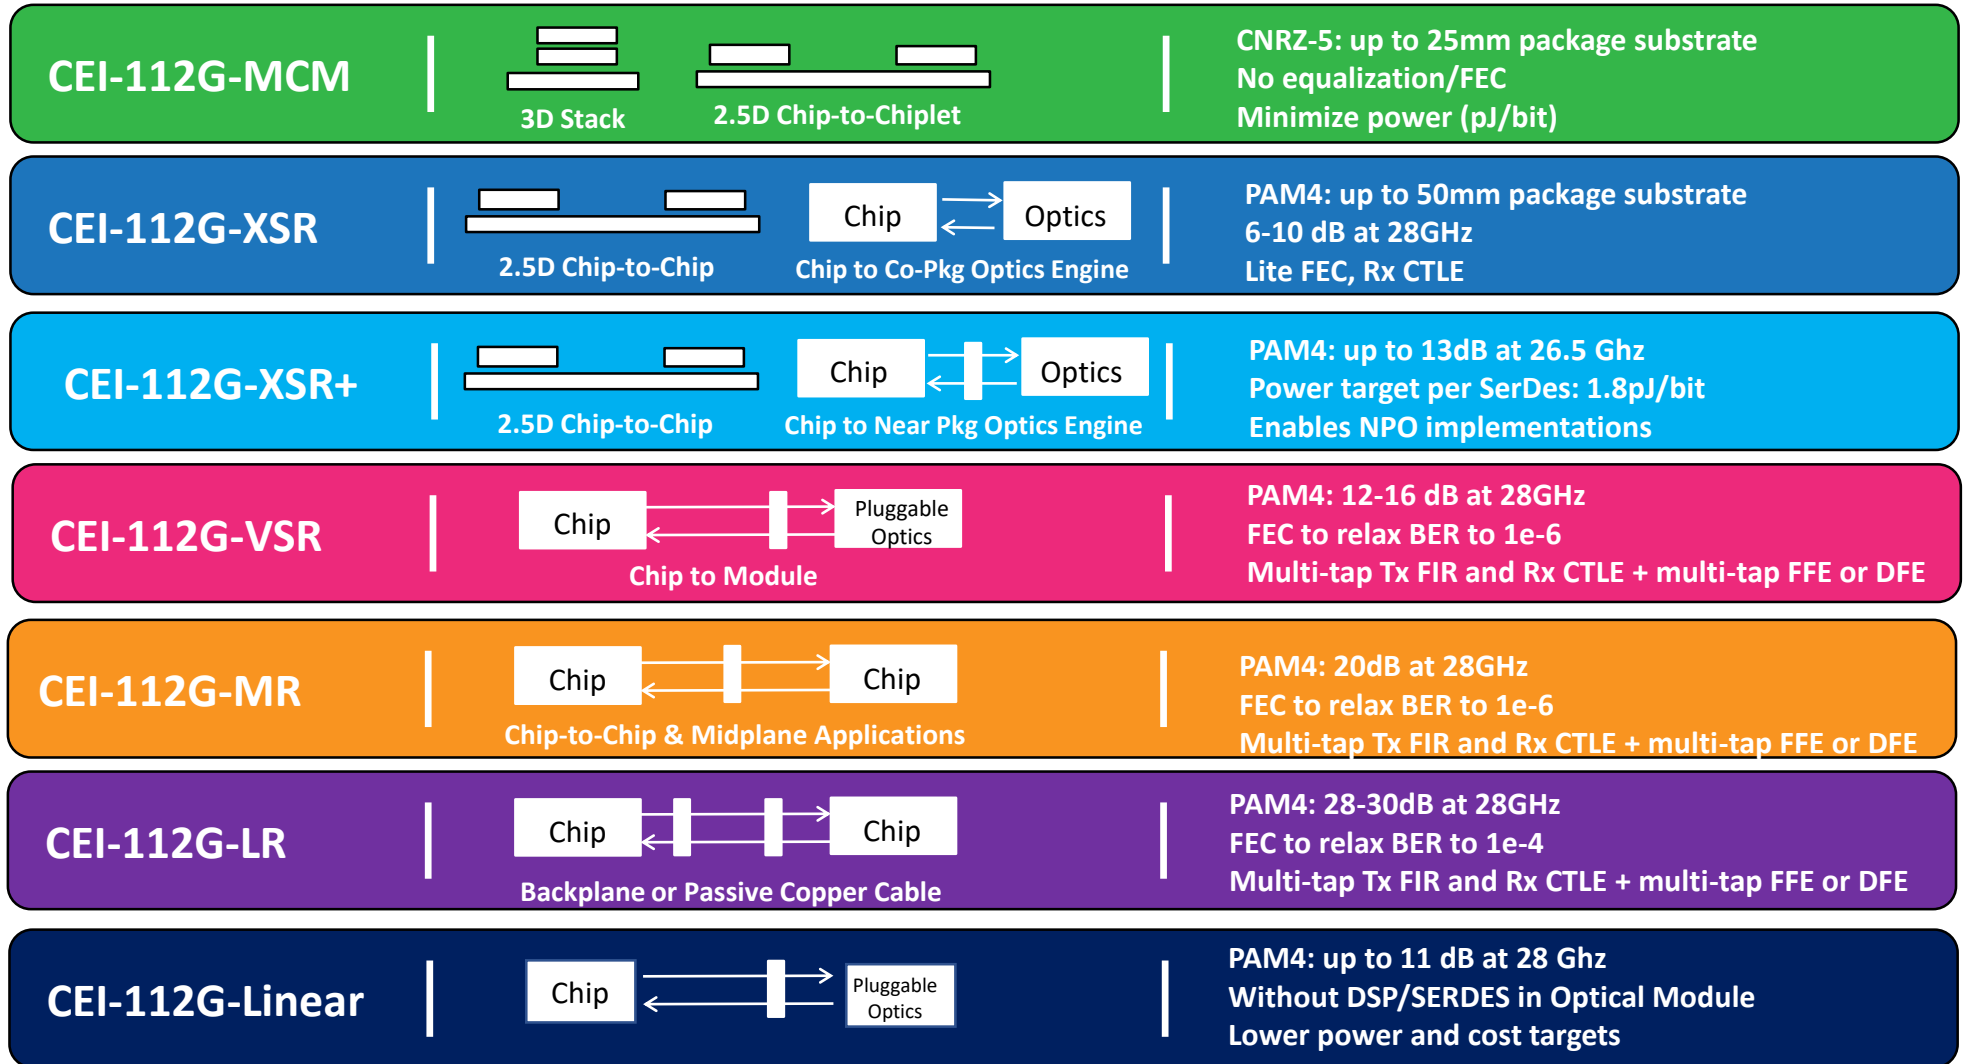 CEI-112G-MCM
3D Stack
2.5D Chip-to-Chiplet
CNRZ-5: up to 25mm package substrate
No equalization/FEC
Minimize power (pJ/bit)
CEI-112G-XSR
2.5D Chip-to-Chip
Chip
Optics
Chip to Co-Pkg Optics Engine
PAM4: up to 50mm package substrate
6-10 dB at 28GHz
Lite FEC, Rx CTLE
CEI-112G-XSR+
2.5D Chip-to-Chip
Chip
Optics
Chip to Near Pkg Optics Engine
PAM4: up to 13dB at 26.5 Ghz
Power target per SerDes: 1.8pJ/bit
Enables NPO implementations
CEI-112G-VSR
Chip
Pluggable
Optics
Chip to Module
PAM4: 12-16 dB at 28GHz
FEC to relax BER to 1e-6
Multi-tap Tx FIR and Rx CTLE + multi-tap FFE or DFE
CEI-112G-MR
Chip
Chip
Chip-to-Chip & Midplane Applications
PAM4: 20dB at 28GHz
FEC to relax BER to 1e-6
Multi-tap Tx FIR and Rx CTLE + multi-tap FFE or DFE
CEI-112G-LR
Chip
Chip
Backplane or Passive Copper Cable
PAM4: 28-30dB at 28GHz
FEC to relax BER to 1e-4
Multi-tap Tx FIR and Rx CTLE + multi-tap FFE or DFE
CEI-112G-Linear
Chip
Pluggable
Optics
PAM4: up to 11 dB at 28 Ghz
Without DSP/SERDES in Optical Module
Lower power and cost targets